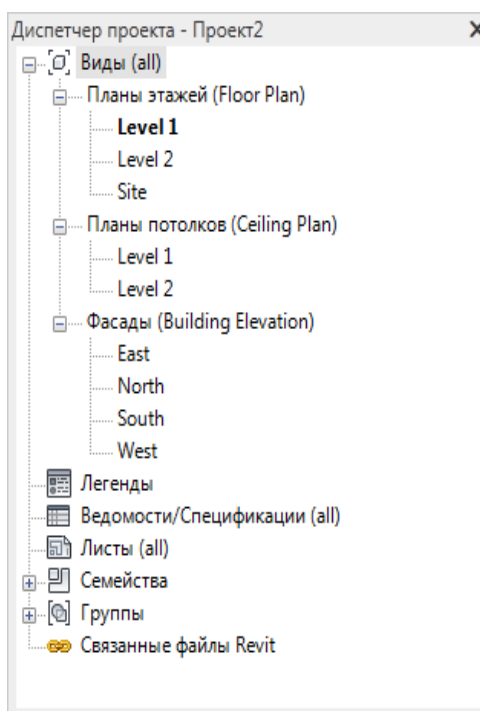 Диспетчер проекта - Проект2
Виды (all)
Планы этажей (Floor Plan)
Level 1
Level 2
Site
Планы потолков (Ceiling Plan)
Level 1
Level 2
Фасады (Building Elevation)
East
North
South
West
Легенды
Ведомости/Спецификации (all)
Листы (all)
Семейства
Группы
Связанные файлы Revit